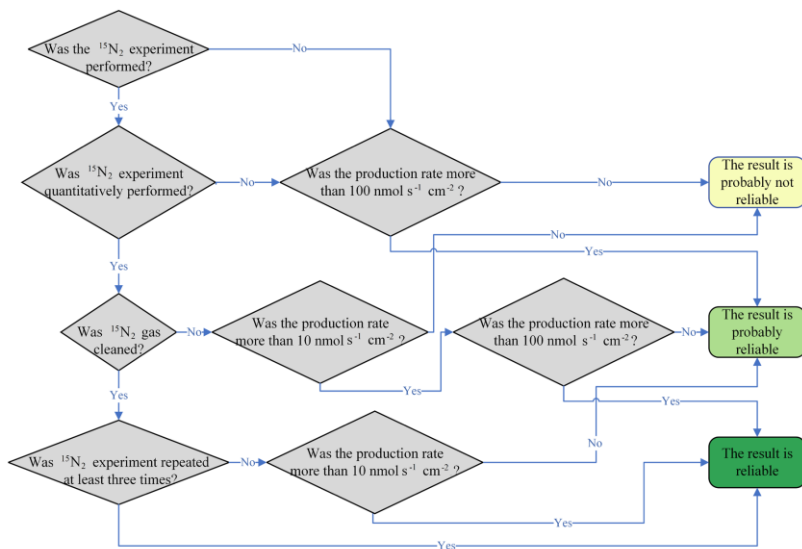 Was the ¹⁵N₂ experiment
performed?
No
Yes
Was ¹⁵N₂ experiment
quantitatively performed?
No
Was the production rate more
than 100 nmol s⁻¹ cm⁻² ?
No
The result is
probably not
reliable
Yes
No
Yes
Was ¹⁵N₂ gas
cleaned?
No
Was the production rate
more than 10 nmol s⁻¹ cm⁻² ?
Yes
Was the production rate more
than 100 nmol s⁻¹ cm⁻² ?
No
The result is
probably
reliable
Yes
Yes
Was ¹⁵N₂ experiment repeated
at least three times?
No
Was the production rate
more than 10 nmol s⁻¹ cm⁻² ?
No
The result is
reliable
Yes
Yes